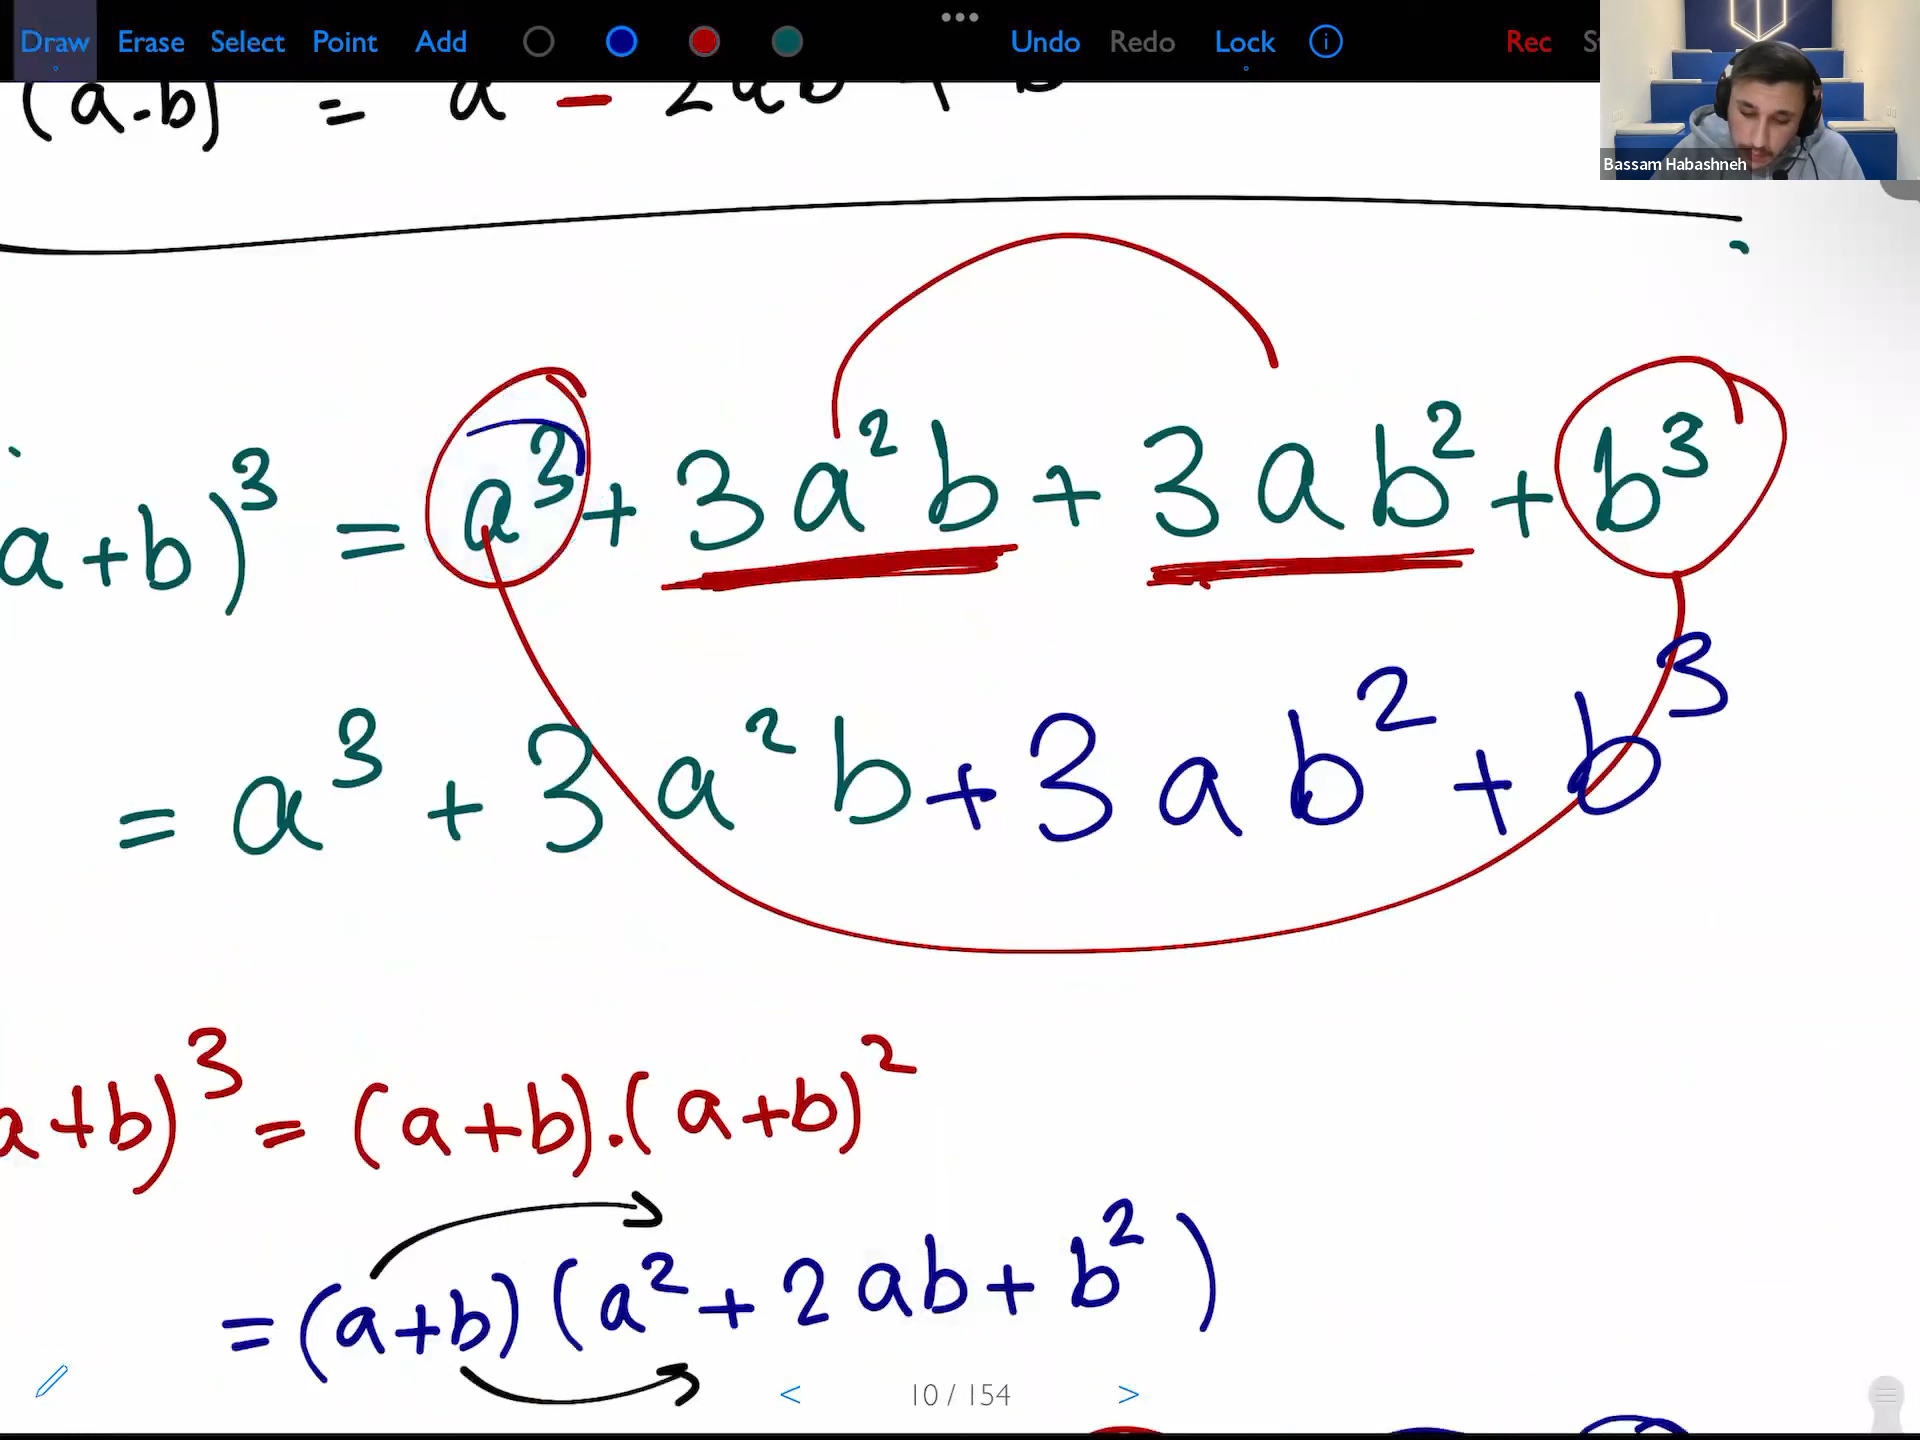 Draw Erase Select Point Add Undo Redo Lock Rec
Bassam Habashneh
(a-b) = a - 2ab + b
a+b)³ = a³ + 3a²b + 3ab² + b³
= a³ + 3a²b + 3ab² + b³
a+b)³ = (a+b).(a+b)²
= (a+b)(a² + 2ab + b²)
< 10 / 154 >